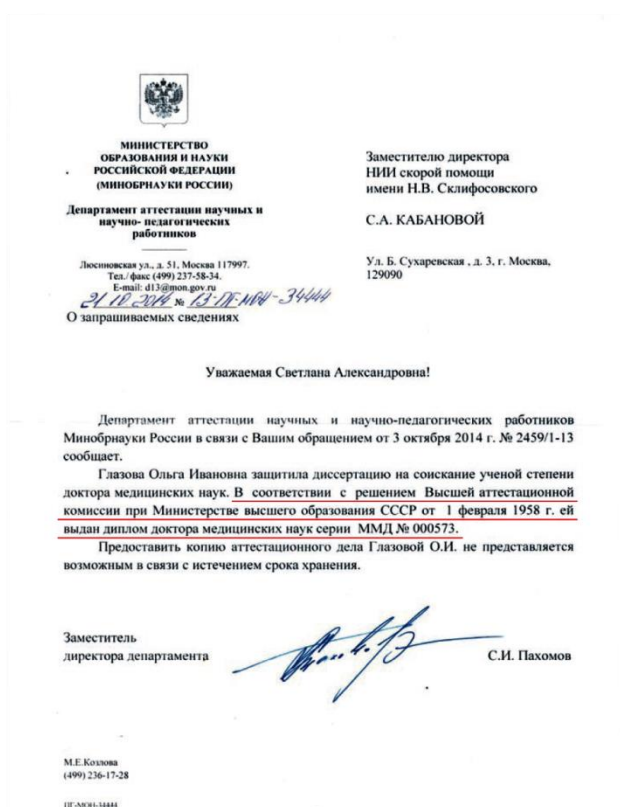 МИНИСТЕРСТВО
ОБРАЗОВАНИЯ И НАУКИ
РОССИЙСКОЙ ФЕДЕРАЦИИ
(МИНОБРНАУКИ РОССИИ)
Департамент аттестации научных и
научно- педагогических
работников
Люсиновская ул., д. 51, Москва 117997.
Тел./ факс (499) 237-58-34.
E-mail: d13@mon.gov.ru
21.10.2014 № 13-ПГ-МОН-34444
О запрашиваемых сведениях
Заместителю директора
НИИ скорой помощи
имени Н.В. Склифосовского
С.А. КАБАНОВОЙ
Ул. Б. Сухаревская , д. 3, г. Москва,
129090
Уважаемая Светлана Александровна!
Департамент аттестации научных и научно-педагогических работников
Минобрнауки России в связи с Вашим обращением от 3 октября 2014 г. № 2459/1-13
сообщает.
Глазова Ольга Ивановна защитила диссертацию на соискание ученой степени
доктора медицинских наук. В соответствии с решением Высшей аттестационной
комиссии при Министерстве высшего образования СССР от 1 февраля 1958 г. ей
выдан диплом доктора медицинских наук серии ММД № 000573.
Предоставить копию аттестационного дела Глазовой О.И. не представляется
возможным в связи с истечением срока хранения.
Заместитель
директора департамента
С.И. Пахомов
М.Е.Козлова
(499) 236-17-28
ПГ-МОН-34444